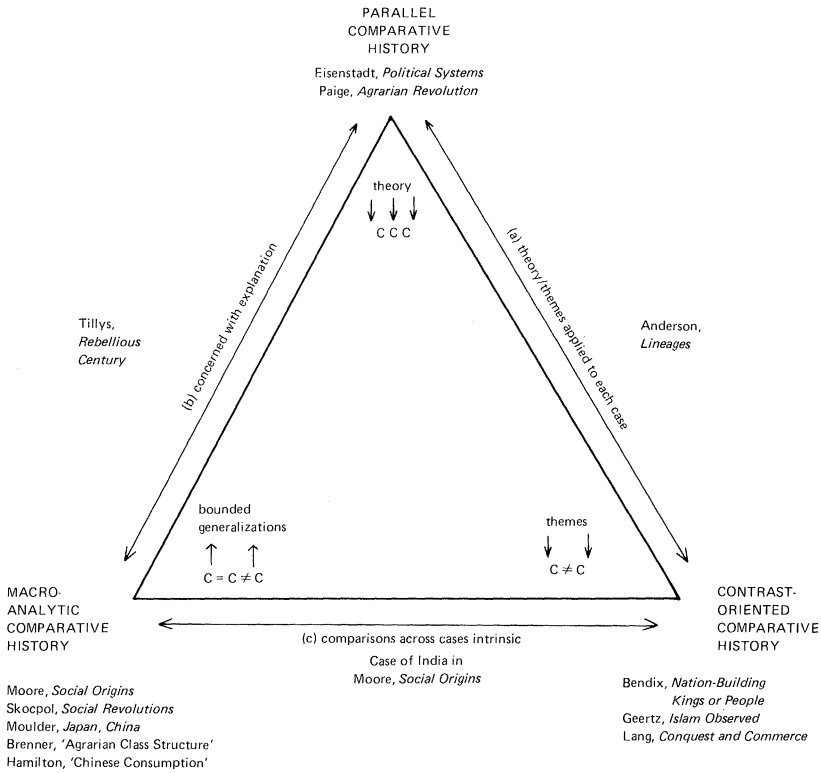 PARALLEL
COMPARATIVE
HISTORY
Eisenstadt, Political Systems
Paige, Agrarian Revolution
theory
C C C
(b) concerned with explanation
(a) theory/themes applied to each case
Tillys,
Rebellious
Century
Anderson,
Lineages
bounded
generalizations
C = C ≠ C
themes
C ≠ C
MACRO-
ANALYTIC
COMPARATIVE
HISTORY
CONTRAST-
ORIENTED
COMPARATIVE
HISTORY
(c) comparisons across cases intrinsic
Case of India in
Moore, Social Origins
Moore, Social Origins
Skocpol, Social Revolutions
Moulder, Japan, China
Brenner, 'Agrarian Class Structure'
Hamilton, 'Chinese Consumption'
Bendix, Nation-Building
Kings or People
Geertz, Islam Observed
Lang, Conquest and Commerce